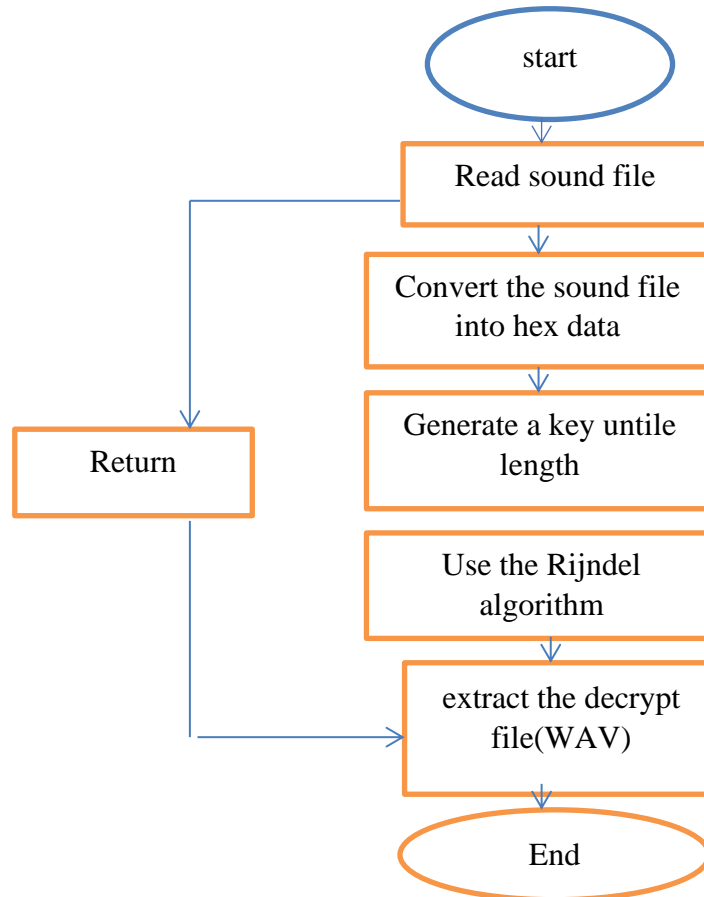 start
Read sound file
Convert the sound file
into hex data
Generate a key untile
length
Return
Use the Rijndel
algorithm
extract the decrypt
file(WAV)
End